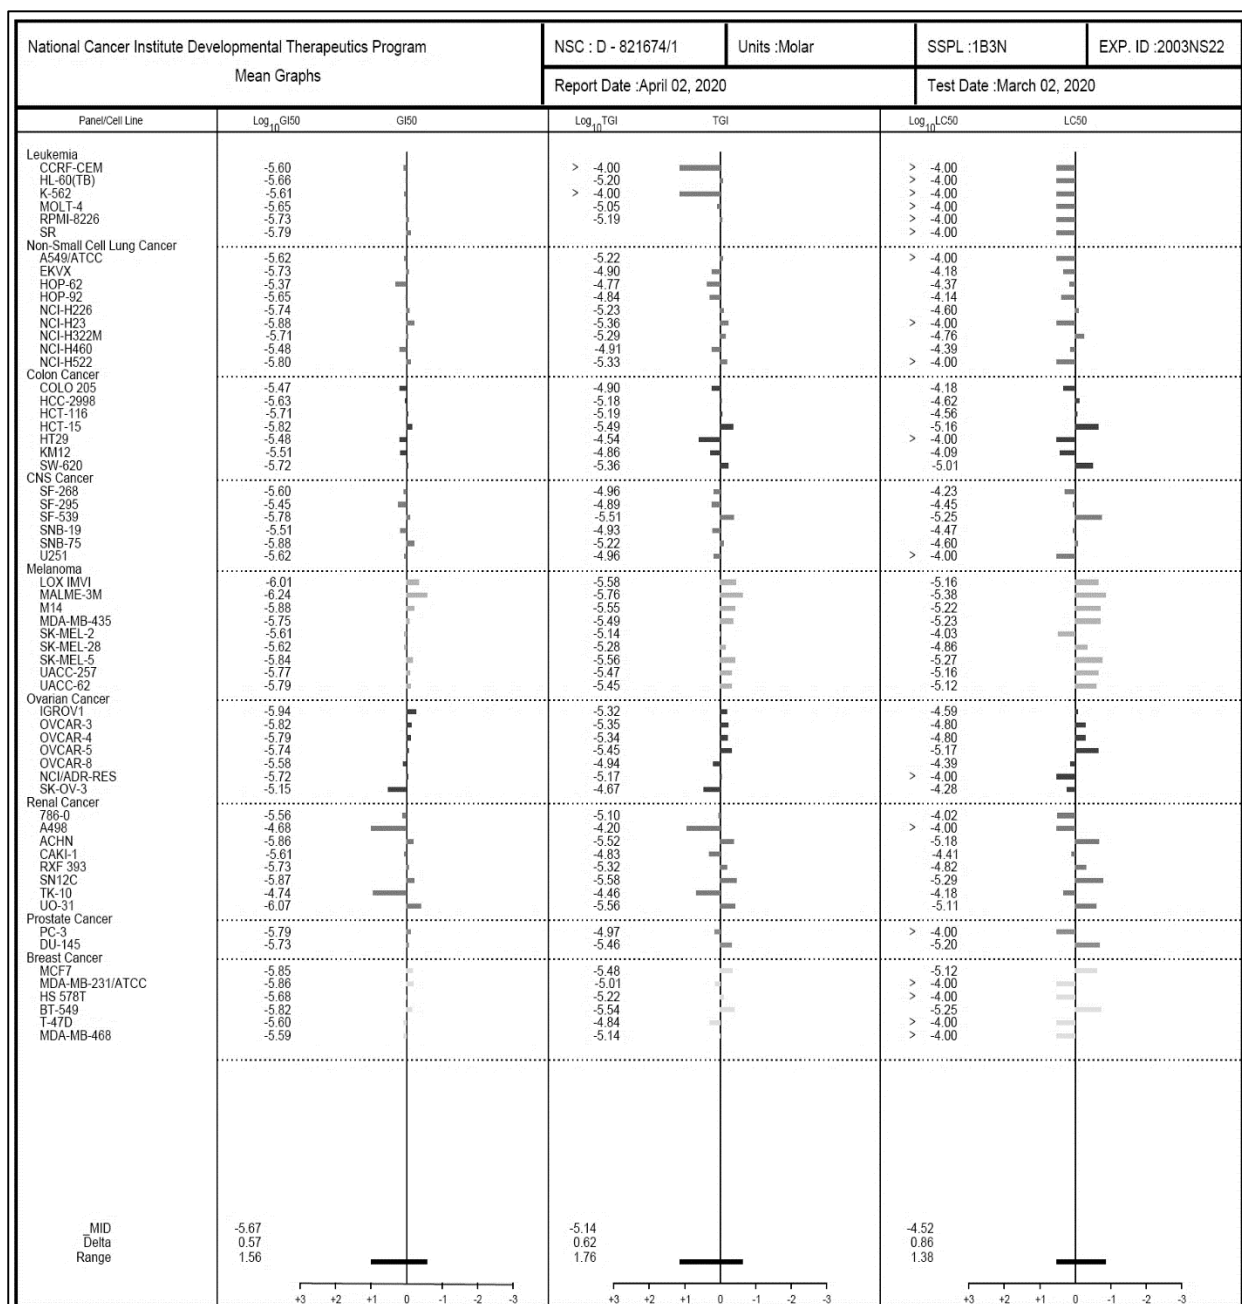 National Cancer Institute Developmental Therapeutics Program
Mean Graphs
NSC : D - 821674/1 Units :Molar SSPL :1B3N EXP. ID :2003NS22
Report Date :April 02, 2020 Test Date :March 02, 2020
Panel/Cell Line Log10GI50 GI50 Log10TGI TGI Log10LC50 LC50
Leukemia
CCRF-CEM -5.60 > -4.00 > -4.00
HL-60(TB) -5.66 -5.20 > -4.00
K-562 -5.61 > -4.00 > -4.00
MOLT-4 -5.65 -5.05 > -4.00
RPMI-8226 -5.73 -5.19 > -4.00
SR -5.79 > -4.00
Non-Small Cell Lung Cancer
A549/ATCC -5.62 -5.22 > -4.00
EKVX -5.73 -4.90 -4.18
HOP-62 -5.37 -4.77 -4.37
HOP-92 -5.65 -4.84 -4.14
NCI-H226 -5.74 -5.23 -4.60
NCI-H23 -5.88 -5.36 > -4.00
NCI-H322M -5.71 -5.29 -4.76
NCI-H460 -5.48 -4.91 -4.39
NCI-H522 -5.80 -5.33 > -4.00
Colon Cancer
COLO 205 -5.47 -4.90 -4.18
HCC-2998 -5.63 -5.18 -4.62
HCT-116 -5.71 -5.19 -4.56
HCT-15 -5.82 -5.49 -5.16
HT29 -5.48 -4.54 > -4.00
KM12 -5.51 -4.86 -4.09
SW-620 -5.72 -5.36 -5.01
CNS Cancer
SF-268 -5.60 -4.96 -4.23
SF-295 -5.45 -4.89 -4.45
SF-539 -5.78 -5.51 -5.25
SNB-19 -5.51 -4.93 -4.47
SNB-75 -5.88 -5.22 -4.60
U251 -5.62 -4.96 > -4.00
Melanoma
LOX IMVI -6.01 -5.58 -5.16
MALME-3M -6.24 -5.76 -5.38
M14 -5.88 -5.55 -5.22
MDA-MB-435 -5.75 -5.49 -5.23
SK-MEL-2 -5.61 -5.14 -4.03
SK-MEL-28 -5.62 -5.28 -4.86
SK-MEL-5 -5.84 -5.56 -5.27
UACC-257 -5.77 -5.47 -5.16
UACC-62 -5.79 -5.45 -5.12
Ovarian Cancer
IGROV1 -5.94 -5.32 -4.59
OVCAR-3 -5.82 -5.35 -4.80
OVCAR-4 -5.79 -5.34 -4.80
OVCAR-5 -5.74 -5.45 -5.17
OVCAR-8 -5.58 -4.94 -4.39
NCI/ADR-RES -5.72 -5.17 > -4.00
SK-OV-3 -5.15 -4.67 -4.28
Renal Cancer
786-0 -5.56 -5.10 -4.02
A498 -4.68 -4.20 > -4.00
ACHN -5.86 -5.52 -5.18
CAKI-1 -5.61 -4.83 -4.41
RXF 393 -5.73 -5.32 -4.82
SN12C -5.87 -5.58 -5.29
TK-10 -4.74 -4.46 -4.18
UO-31 -6.07 -5.56 -5.11
Prostate Cancer
PC-3 -5.79 -4.97 > -4.00
DU-145 -5.73 -5.46 -5.20
Breast Cancer
MCF7 -5.85 -5.48 -5.12
MDA-MB-231/ATCC -5.86 -5.01 > -4.00
HS 578T -5.68 -5.22 > -4.00
BT-549 -5.82 -5.54 -5.25
T-47D -5.60 -4.84 > -4.00
MDA-MB-468 -5.59 -5.14 > -4.00
_MID -5.67 -5.14 -4.52
Delta 0.57 0.62 0.86
Range 1.56 1.76 1.38
+3 +2 +1 0 -1 -2 -3 +3 +2 +1 0 -1 -2 -3 +3 +2 +1 0 -1 -2 -3